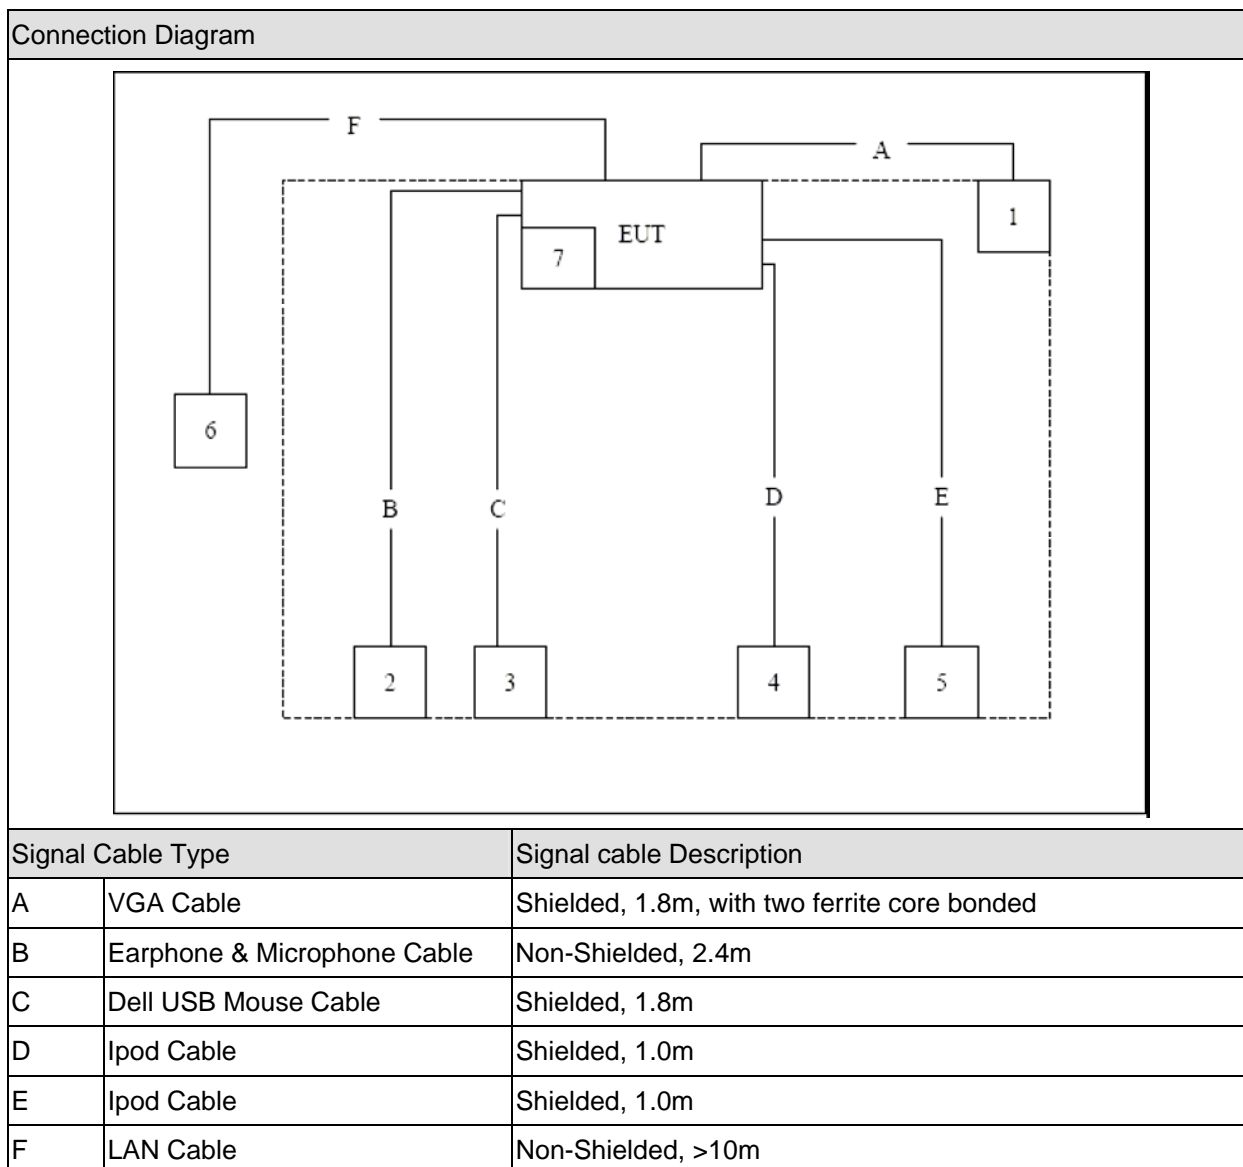 Connection Diagram
F
A
1
EUT
7
6
B
C
D
E
2
3
4
5
Signal Cable Type Signal cable Description
A VGA Cable Shielded, 1.8m, with two ferrite core bonded
B Earphone & Microphone Cable Non-Shielded, 2.4m
C Dell USB Mouse Cable Shielded, 1.8m
D Ipod Cable Shielded, 1.0m
E Ipod Cable Shielded, 1.0m
F LAN Cable Non-Shielded, >10m